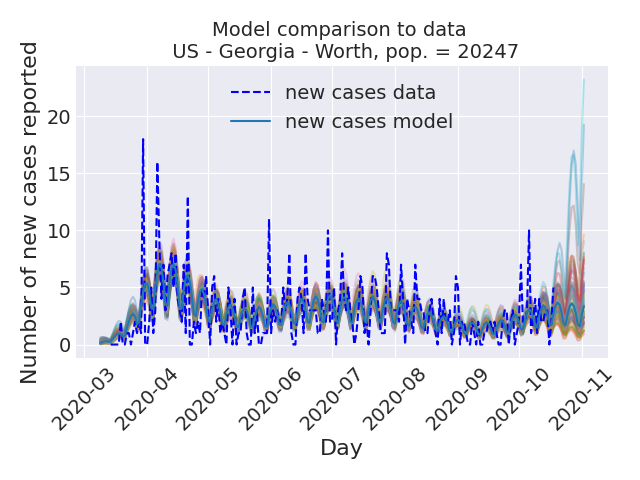 Model comparison to data
US - Georgia - Worth, pop. = 20247
new cases data
new cases model
Number of new cases reported
20
15
10
5
0
2020-03
2020-04
2020-05
2020-06
2020-07
2020-08
2020-09
2020-10
2020-11
Day